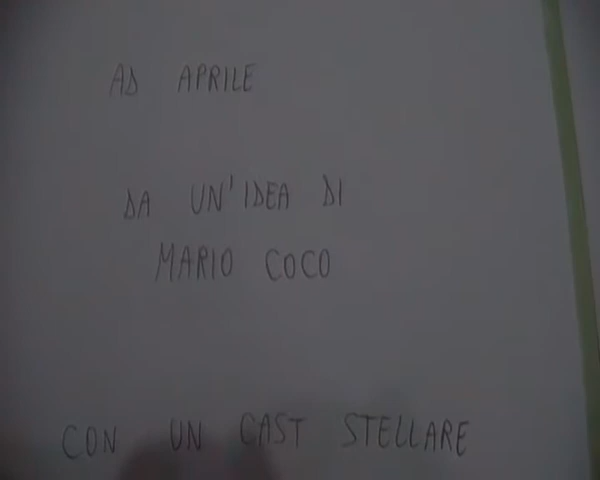 AD APRILE
DA UN'IDEA DI
MARIO COCO
CON UN CAST STELLARE